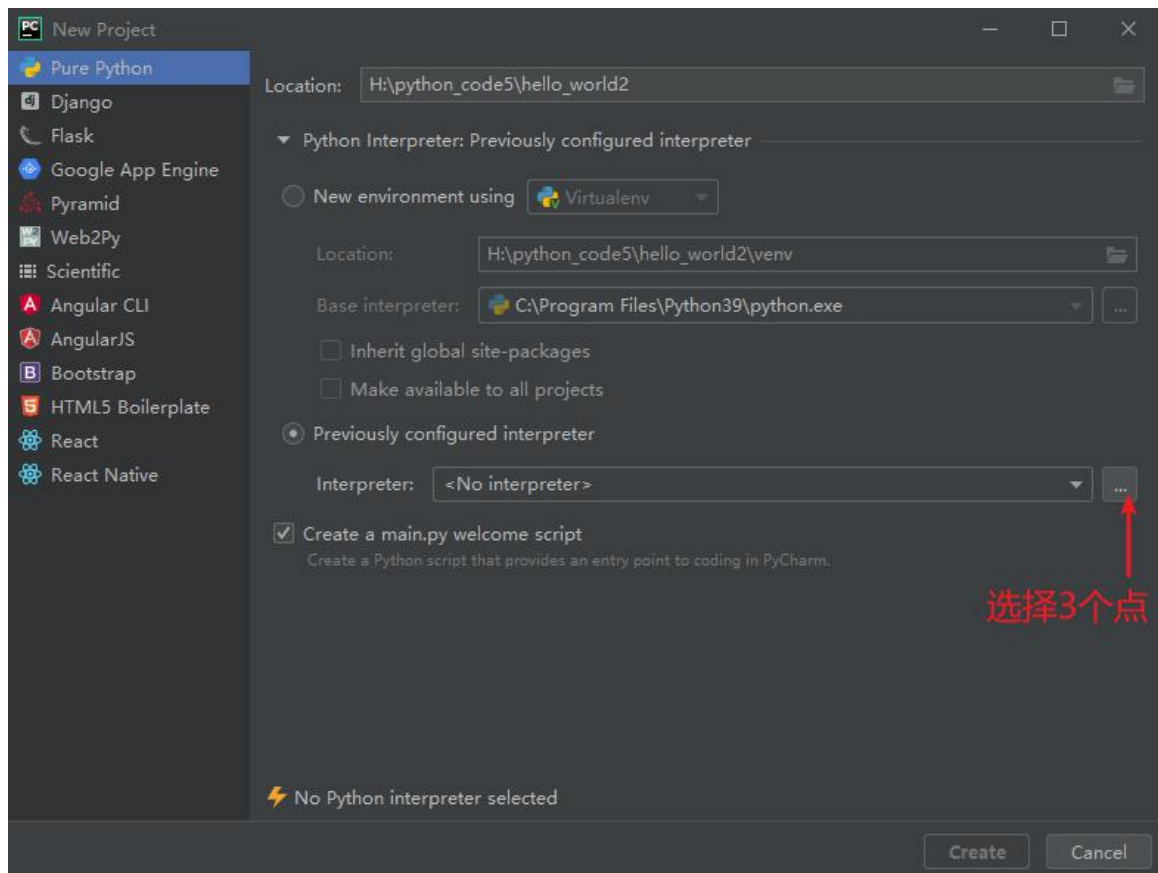 New Project
Pure Python
Django
Flask
Google App Engine
Pyramid
Web2Py
Scientific
Angular CLI
AngularJS
Bootstrap
HTML5 Boilerplate
React
React Native
Location: H:\python_code5\hello_world2
Python Interpreter: Previously configured interpreter
New environment using Virtualenv
Location: H:\python_code5\hello_world2\venv
Base interpreter: C:\Program Files\Python39\python.exe ...
Inherit global site-packages
Make available to all projects
Previously configured interpreter
Interpreter: <No interpreter> ...
Create a main.py welcome script
Create a Python script that provides an entry point to coding in PyCharm.
选择3个点
No Python interpreter selected
Create Cancel